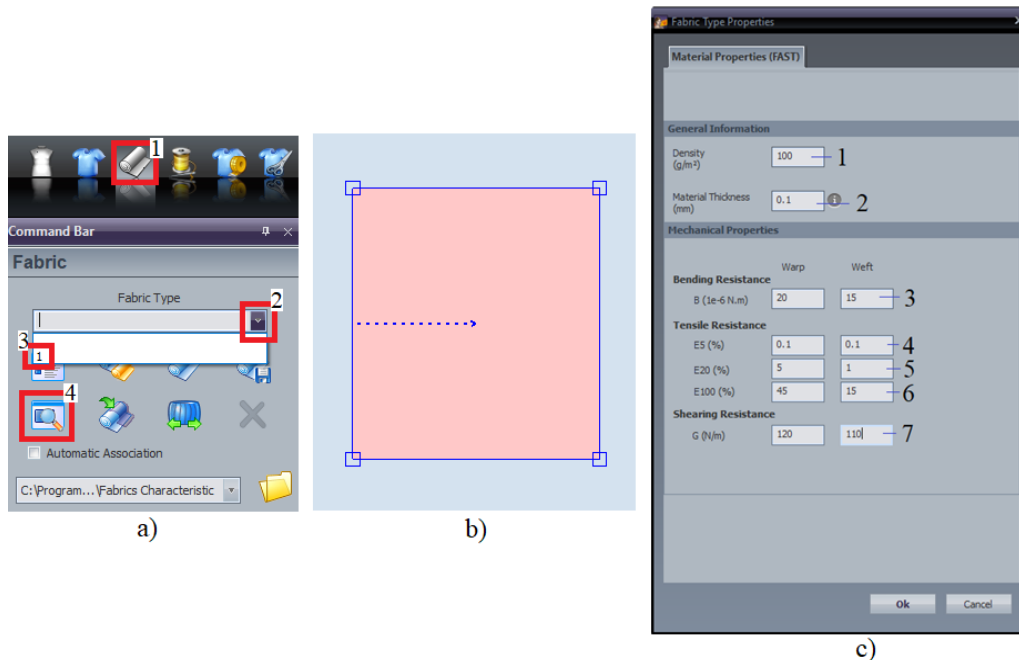 1
Command Bar
Fabric
Fabric Type
2
3
1
4
Automatic Association
C:\Program...\Fabrics Characteristic
a)
b)
Fabric Type Properties
Material Properties (FAST)
General Information
Density
(g/m²)
100
1
Material Thickness
(mm)
0.1
2
Mechanical Properties
Warp Weft
Bending Resistance
B (1e-6 N.m) 20 15 3
Tensile Resistance
E5 (%) 0.1 0.1 4
E20 (%) 5 1 5
E100 (%) 45 15 6
Shearing Resistance
G (N/m) 120 110 7
Ok Cancel
c)